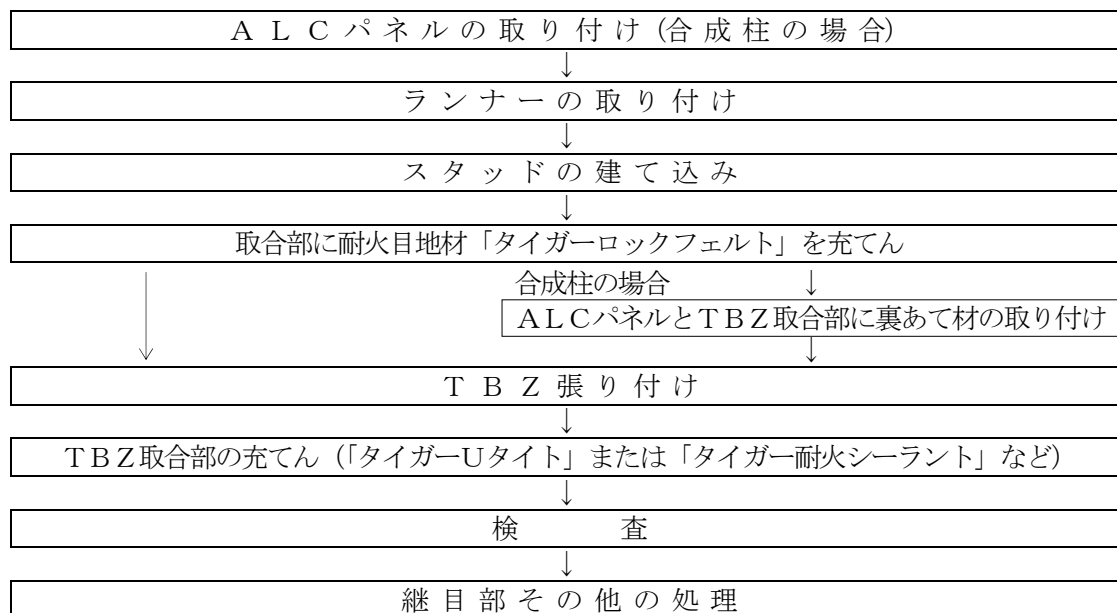 ＡＬＣパネルの取り付け(合成柱の場合)
↓
ランナーの取り付け
↓
スタッドの建て込み
↓
取合部に耐火目地材「タイガーロックフェルト」を充てん
合成柱の場合 ↓
ＡＬＣパネルとＴＢＺ取合部に裏あて材の取り付け
↓
ＴＢＺ張り付け
↓
ＴＢＺ取合部の充てん（「タイガーＵタイト」または「タイガー耐火シーラント」など）
↓
検　　査
↓
継目部その他の処理